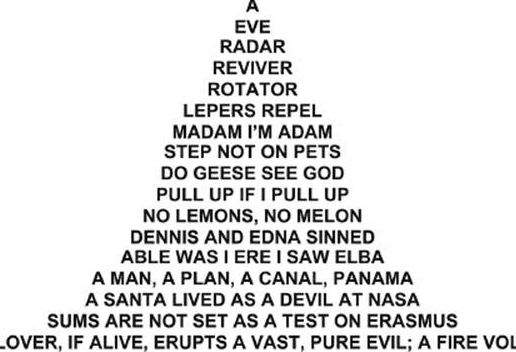 A
EVE
RADAR
REVIVER
ROTATOR
LEPERS REPEL
MADAM I'M ADAM
STEP NOT ON PETS
DO GEESE SEE GOD
PULL UP IF I PULL UP
NO LEMONS, NO MELON
DENNIS AND EDNA SINNED
ABLE WAS I ERE I SAW ELBA
A MAN, A PLAN, A CANAL, PANAMA
A SANTA LIVED AS A DEVIL AT NASA
SUMS ARE NOT SET AS A TEST ON ERASMUS
LOVER, IF ALIVE, ERUPTS A VAST, PURE EVIL; A FIRE VOL